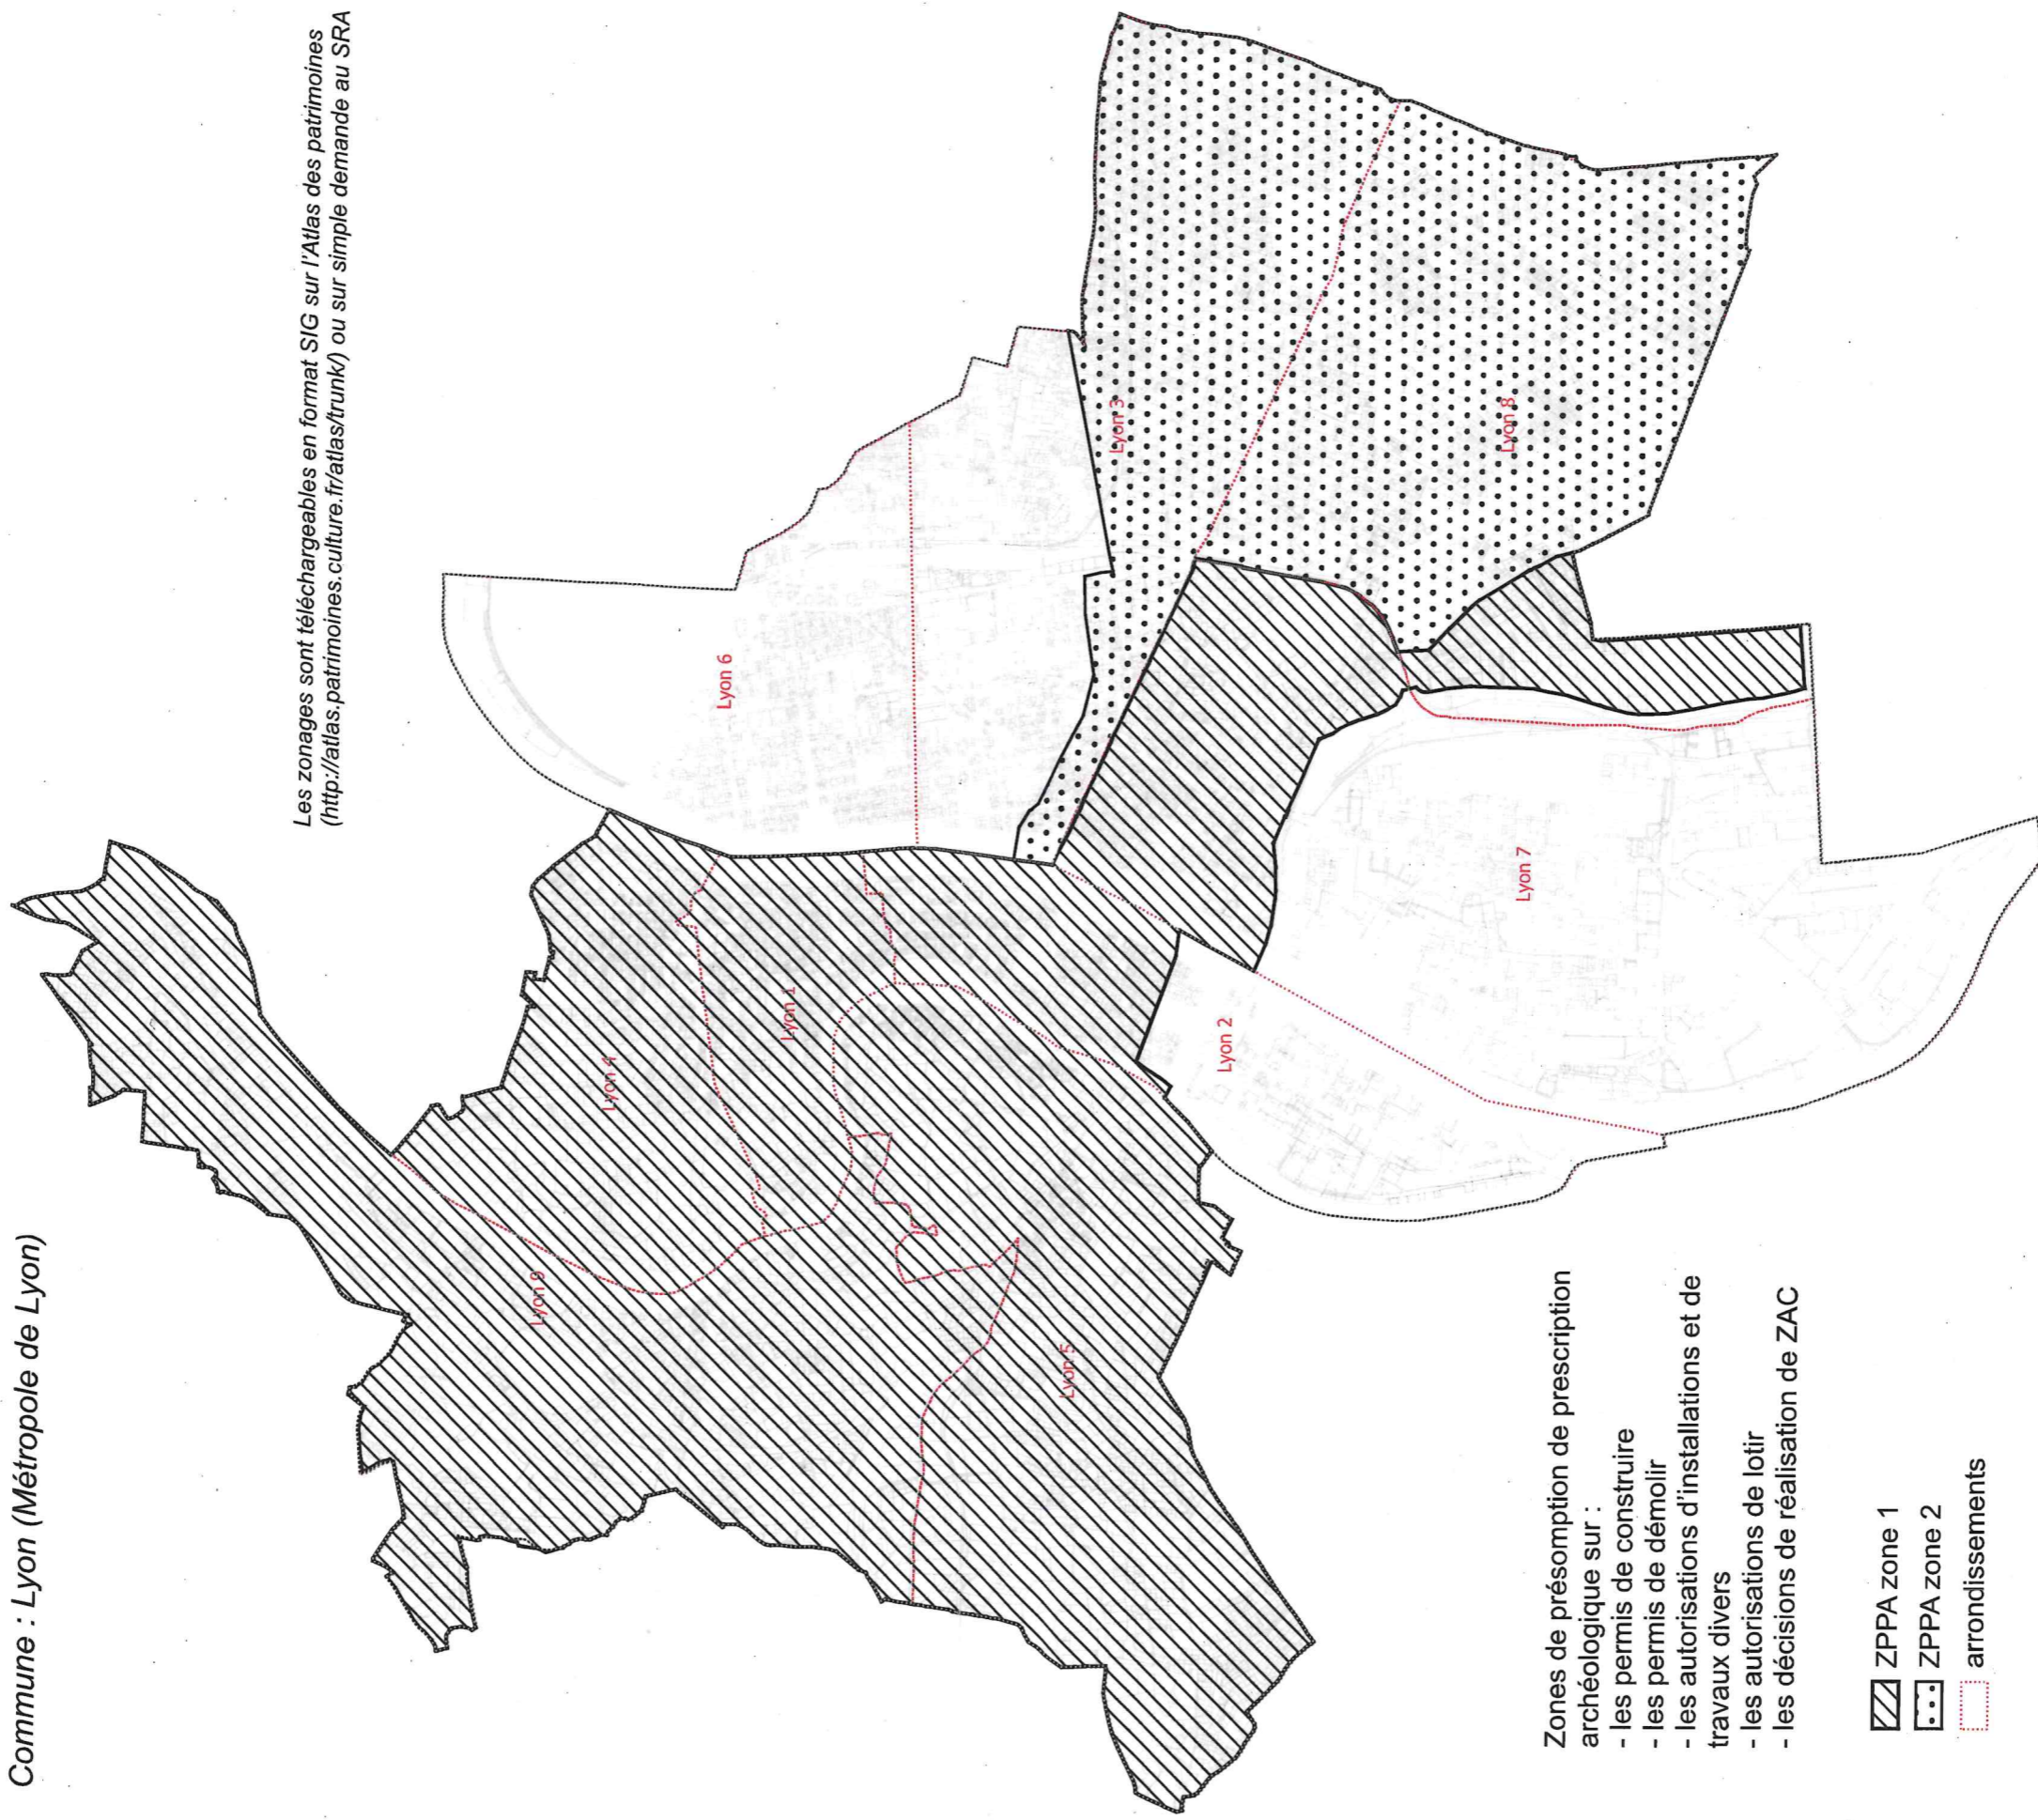 Commune : Lyon (Métropole de Lyon)
Les zonages sont téléchargeables en format SIG sur l'Atlas des patrimoines
(http://atlas.patrimoines.culture.fr/atlas/trunk/) ou sur simple demande au SRA
Lyon 9
Lyon 4
Lyon 6
Lyon 1
Lyon 5
Lyon 3
Lyon 2
Lyon 8
Lyon 7
Zones de présomption de prescription
archéologique sur :
- les permis de construire
- les permis de démolir
- les autorisations d'installations et de
travaux divers
- les autorisations de lotir
- les décisions de réalisation de ZAC
ZPPA zone 1
ZPPA zone 2
arrondissements